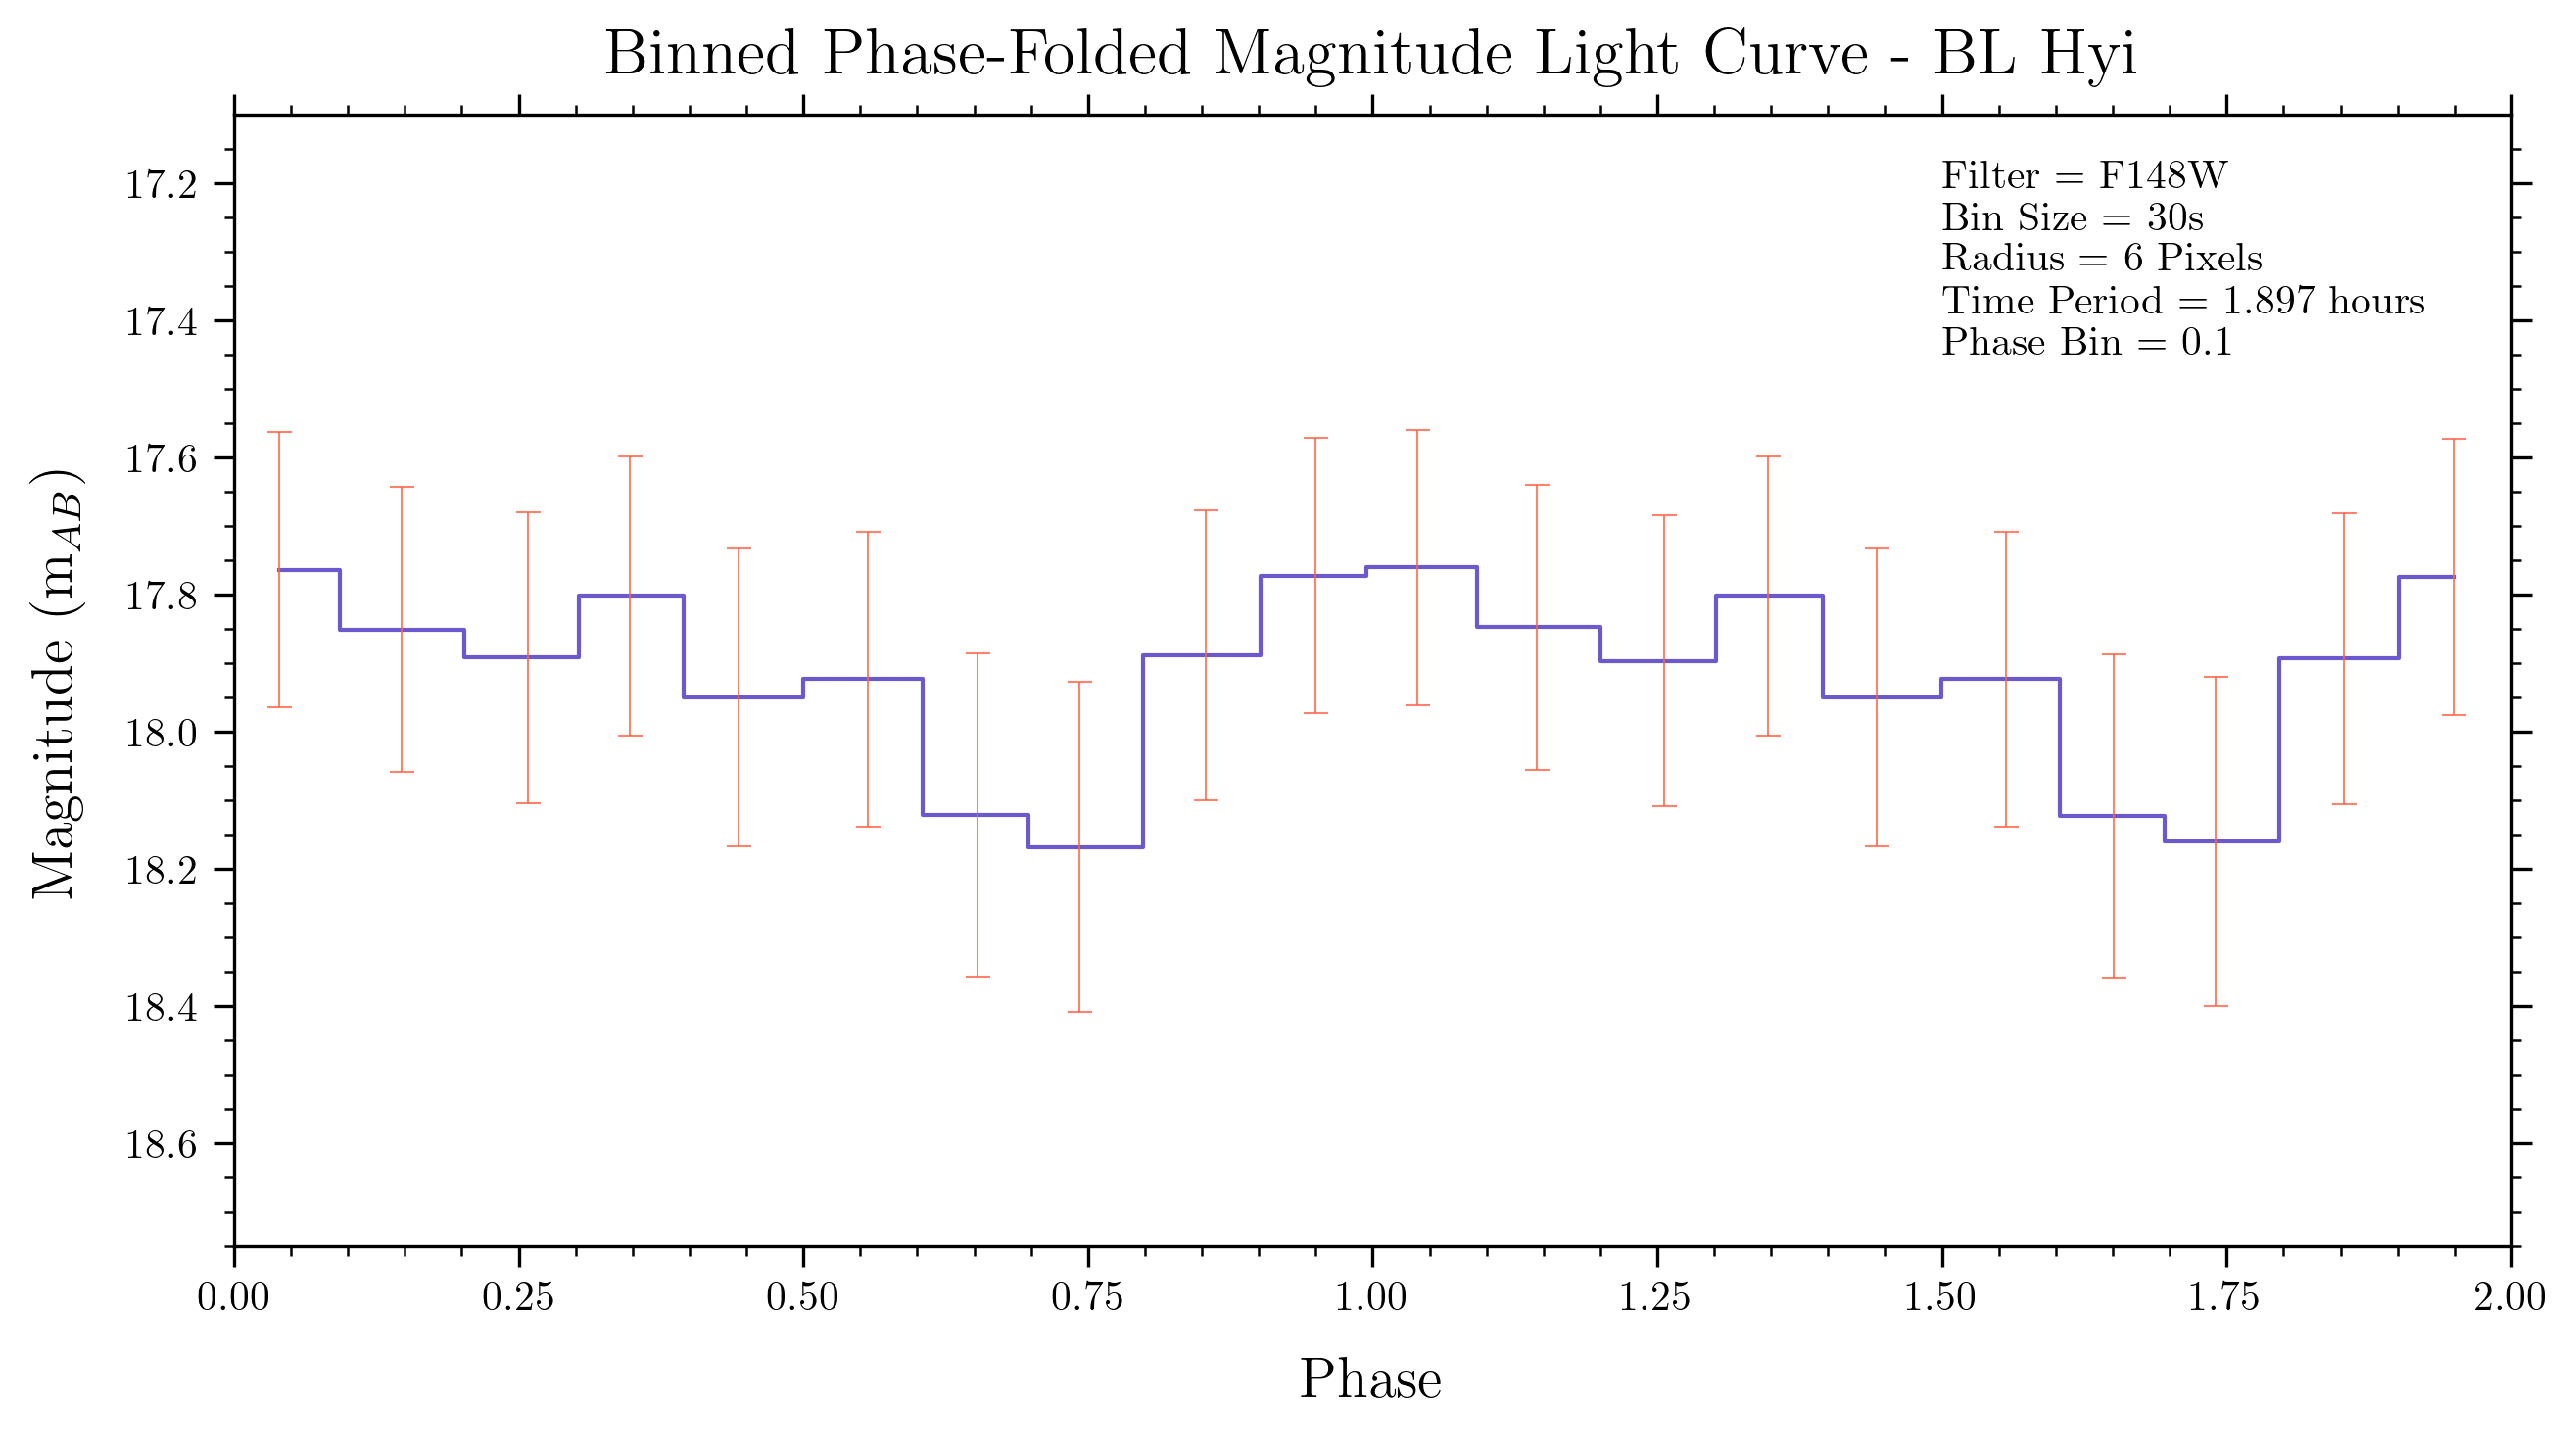 Binned Phase-Folded Magnitude Light Curve - BL Hyi
Filter = F148W
Bin Size = 30s
Radius = 6 Pixels
Time Period = 1.897 hours
Phase Bin = 0.1
Magnitude (m_AB)
17.2
17.4
17.6
17.8
18.0
18.2
18.4
18.6
0.00 0.25 0.50 0.75 1.00 1.25 1.50 1.75 2.00
Phase